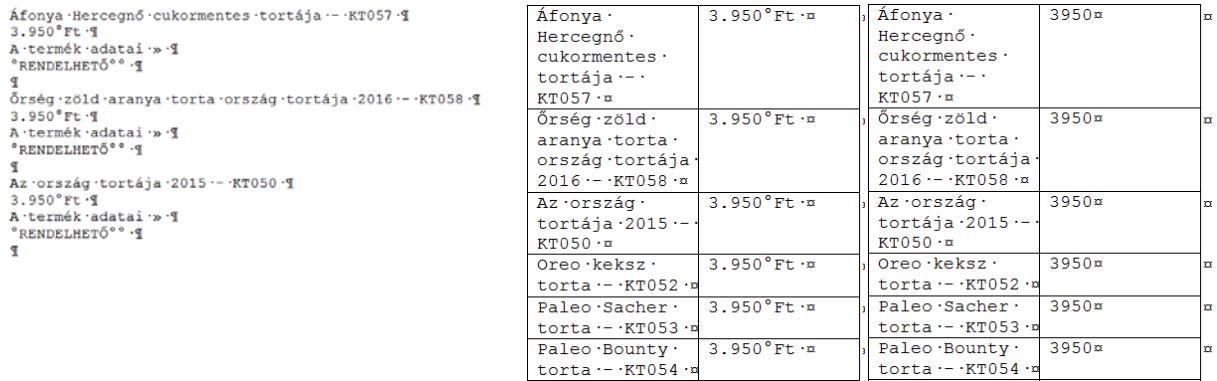 Áfonya·Hercegnő·cukormentes·tortája·–·KT057·¶
3.950°Ft·¶
A·termék·adatai·»·¶
°RENDELHETŐ°°·¶
¶
Őrség·zöld·aranya·torta·ország·tortája·2016·–·KT058·¶
3.950°Ft·¶
A·termék·adatai·»·¶
°RENDELHETŐ°°·¶
¶
Az·ország·tortája·2015·–·KT050·¶
3.950°Ft·¶
A·termék·adatai·»·¶
°RENDELHETŐ°°·¶
¶
Áfonya·
Hercegnő·
cukormentes·
tortája·–·
KT057·¤
3.950°Ft·¤
Őrség·zöld·
aranya·torta·
ország·tortája·
2016·–·KT058·¤
3.950°Ft·¤
Az·ország·
tortája·2015·–·
KT050·¤
3.950°Ft·¤
Oreo·keksz·
torta·–·KT052·¤
3.950°Ft·¤
Paleo·Sacher·
torta·–·KT053·¤
3.950°Ft·¤
Paleo·Bounty·
torta·–·KT054·¤
3.950°Ft·¤
Áfonya·
Hercegnő·
cukormentes·
tortája·–·
KT057·¤
3950¤
¤
Őrség·zöld·
aranya·torta·
ország·tortája·
2016·–·KT058·¤
3950¤
¤
Az·ország·
tortája·2015·–·
KT050·¤
3950¤
¤
Oreo·keksz·
torta·–·KT052·¤
3950¤
¤
Paleo·Sacher·
torta·–·KT053·¤
3950¤
¤
Paleo·Bounty·
torta·–·KT054·¤
3950¤
¤